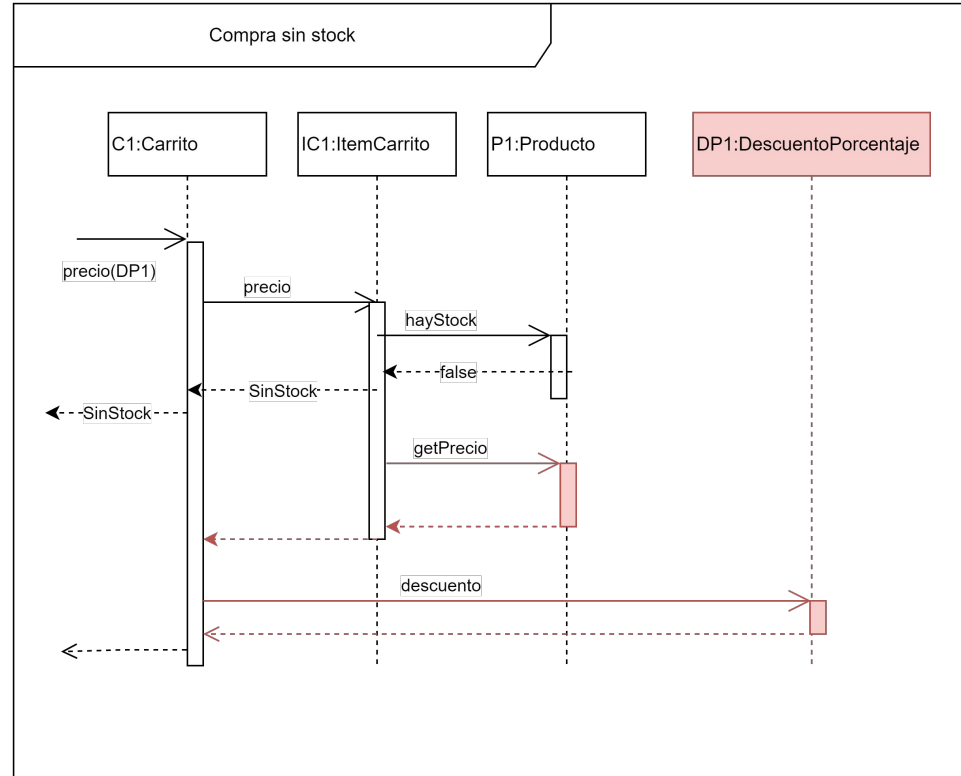 Compra sin stock
C1:Carrito
IC1:ItemCarrito
P1:Producto
DP1:DescuentoPorcentaje
precio(DP1)
precio
hayStock
false
SinStock
SinStock
getPrecio
descuento